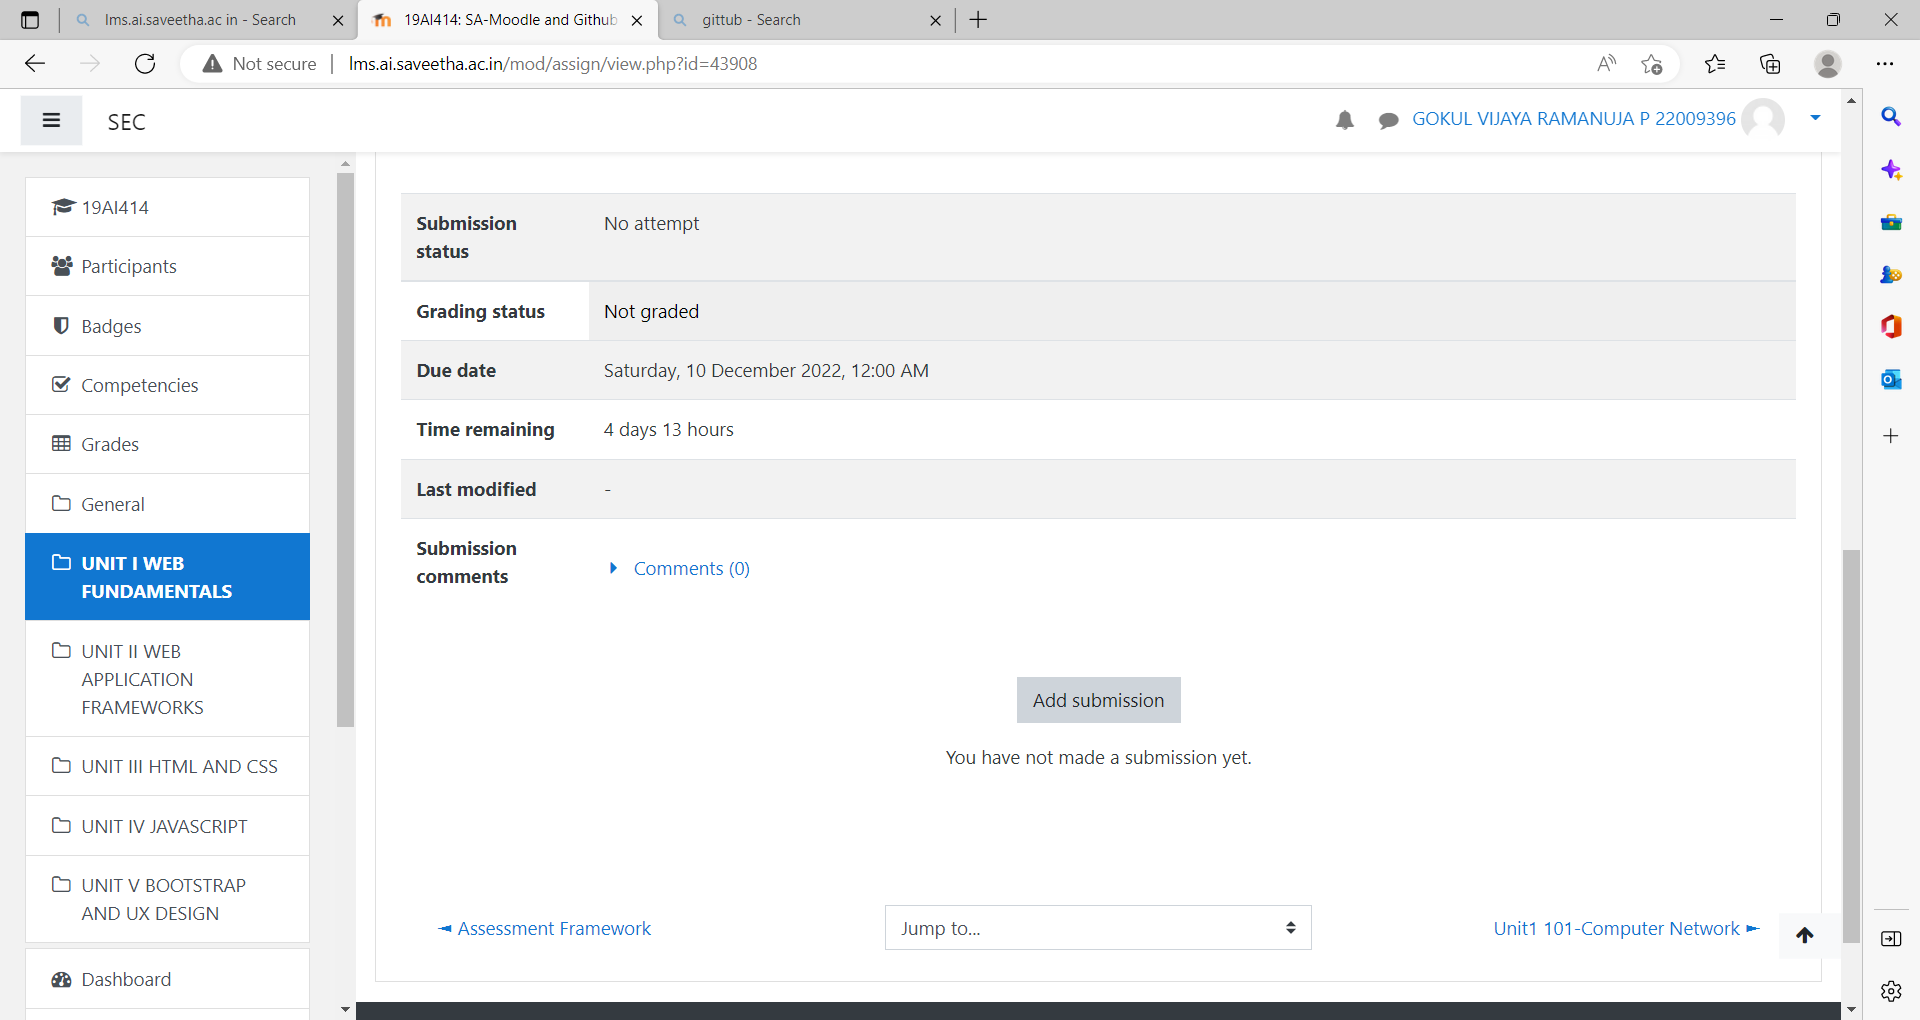 lms.ai.saveetha.ac in - Search
19AI414: SA-Moodle and Github
gittub - Search
Not secure
lms.ai.saveetha.ac.in/mod/assign/view.php?id=43908
SEC
GOKUL VIJAYA RAMANUJA P 22009396
19AI414
Participants
Badges
Competencies
Grades
General
UNIT I WEB
FUNDAMENTALS
UNIT II WEB
APPLICATION
FRAMEWORKS
UNIT III HTML AND CSS
UNIT IV JAVASCRIPT
UNIT V BOOTSTRAP
AND UX DESIGN
Dashboard
Submission
status
No attempt
Grading status
Not graded
Due date
Saturday, 10 December 2022, 12:00 AM
Time remaining
4 days 13 hours
Last modified
-
Submission
comments
Comments (0)
Add submission
You have not made a submission yet.
◄ Assessment Framework
Jump to...
Unit1 101-Computer Network ►